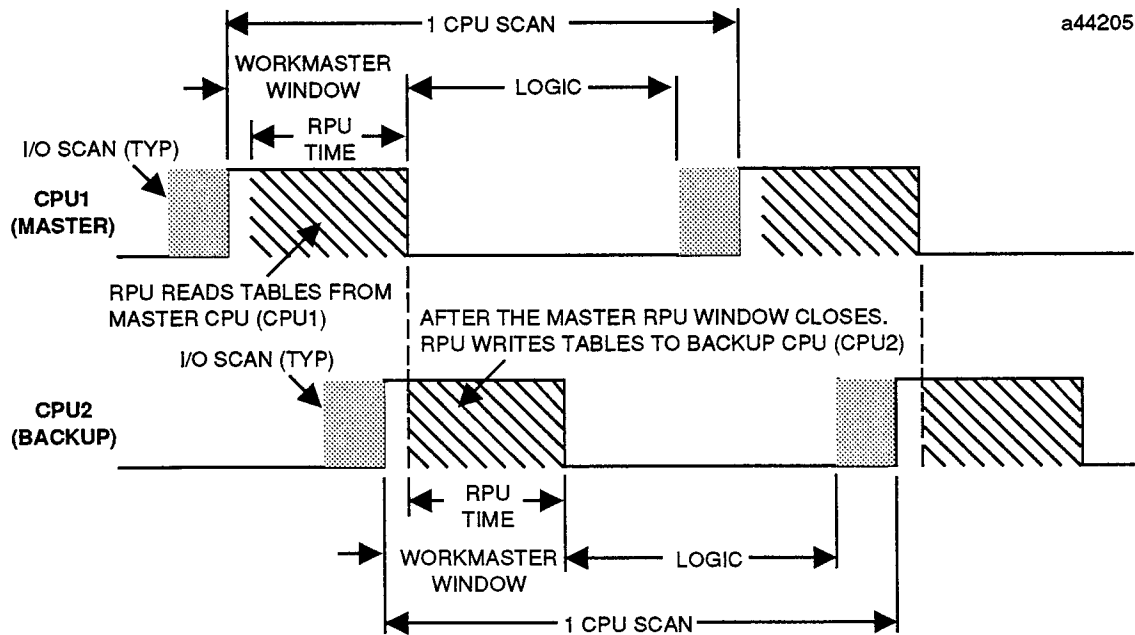 1 CPU SCAN
a44205
WORKMASTER
WINDOW
LOGIC
RPU
TIME
I/O SCAN (TYP)
CPU1
(MASTER)
RPU READS TABLES FROM
MASTER CPU (CPU1)
AFTER THE MASTER RPU WINDOW CLOSES.
RPU WRITES TABLES TO BACKUP CPU (CPU2)
I/O SCAN (TYP)
CPU2
(BACKUP)
RPU
TIME
WORKMASTER
WINDOW
LOGIC
1 CPU SCAN